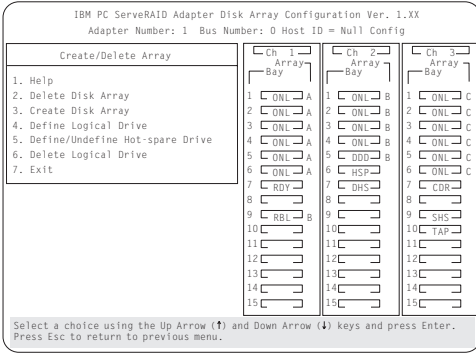 IBM PC ServeRAID Adapter Disk Array Configuration Ver. 1.XX
Adapter Number: 1 Bus Number: 0 Host ID = Null Config
Create/Delete Array
1. Help
2. Delete Disk Array
3. Create Disk Array
4. Define Logical Drive
5. Define/Undefine Hot-spare Drive
6. Delete Logical Drive
7. Exit
Ch 1
Array
Bay
1 ONL A
2 ONL A
3 ONL A
4 ONL A
5 ONL A
6 ONL A
7 RDY
8
9 RBL B
10
11
12
13
14
15
Ch 2
Array
Bay
1 ONL B
2 ONL B
3 ONL B
4 ONL B
5 DDD B
6 HSP
7 DHS
8
9
10
11
12
13
14
15
Ch 3
Array
Bay
1 ONL C
2 ONL C
3 ONL C
4 ONL C
5 ONL C
6 ONL C
7 CDR
8
9 SHS
10 TAP
11
12
13
14
15
Select a choice using the Up Arrow (↑) and Down Arrow (↓) keys and press Enter.
Press Esc to return to previous menu.